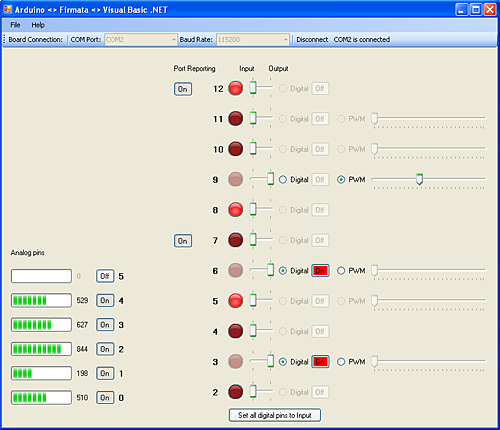 Arduino <> Firmata <> Visual Basic .NET
File Help
Board Connection: COM Port: COM2 Baud Rate: 115200 Disconnect COM2 is connected
Port Reporting Input Output
On 12 Digital Off
11 Digital Off PWM
10 Digital Off PWM
9 Digital Off PWM
8 Digital Off
On 7 Digital Off
Analog pins
0 Off 5
6 Digital On PWM
529 On 4
5 Digital Off PWM
627 On 3
4 Digital Off
844 On 2
3 Digital On PWM
198 On 1
2 Digital Off
510 On 0
Set all digital pins to Input